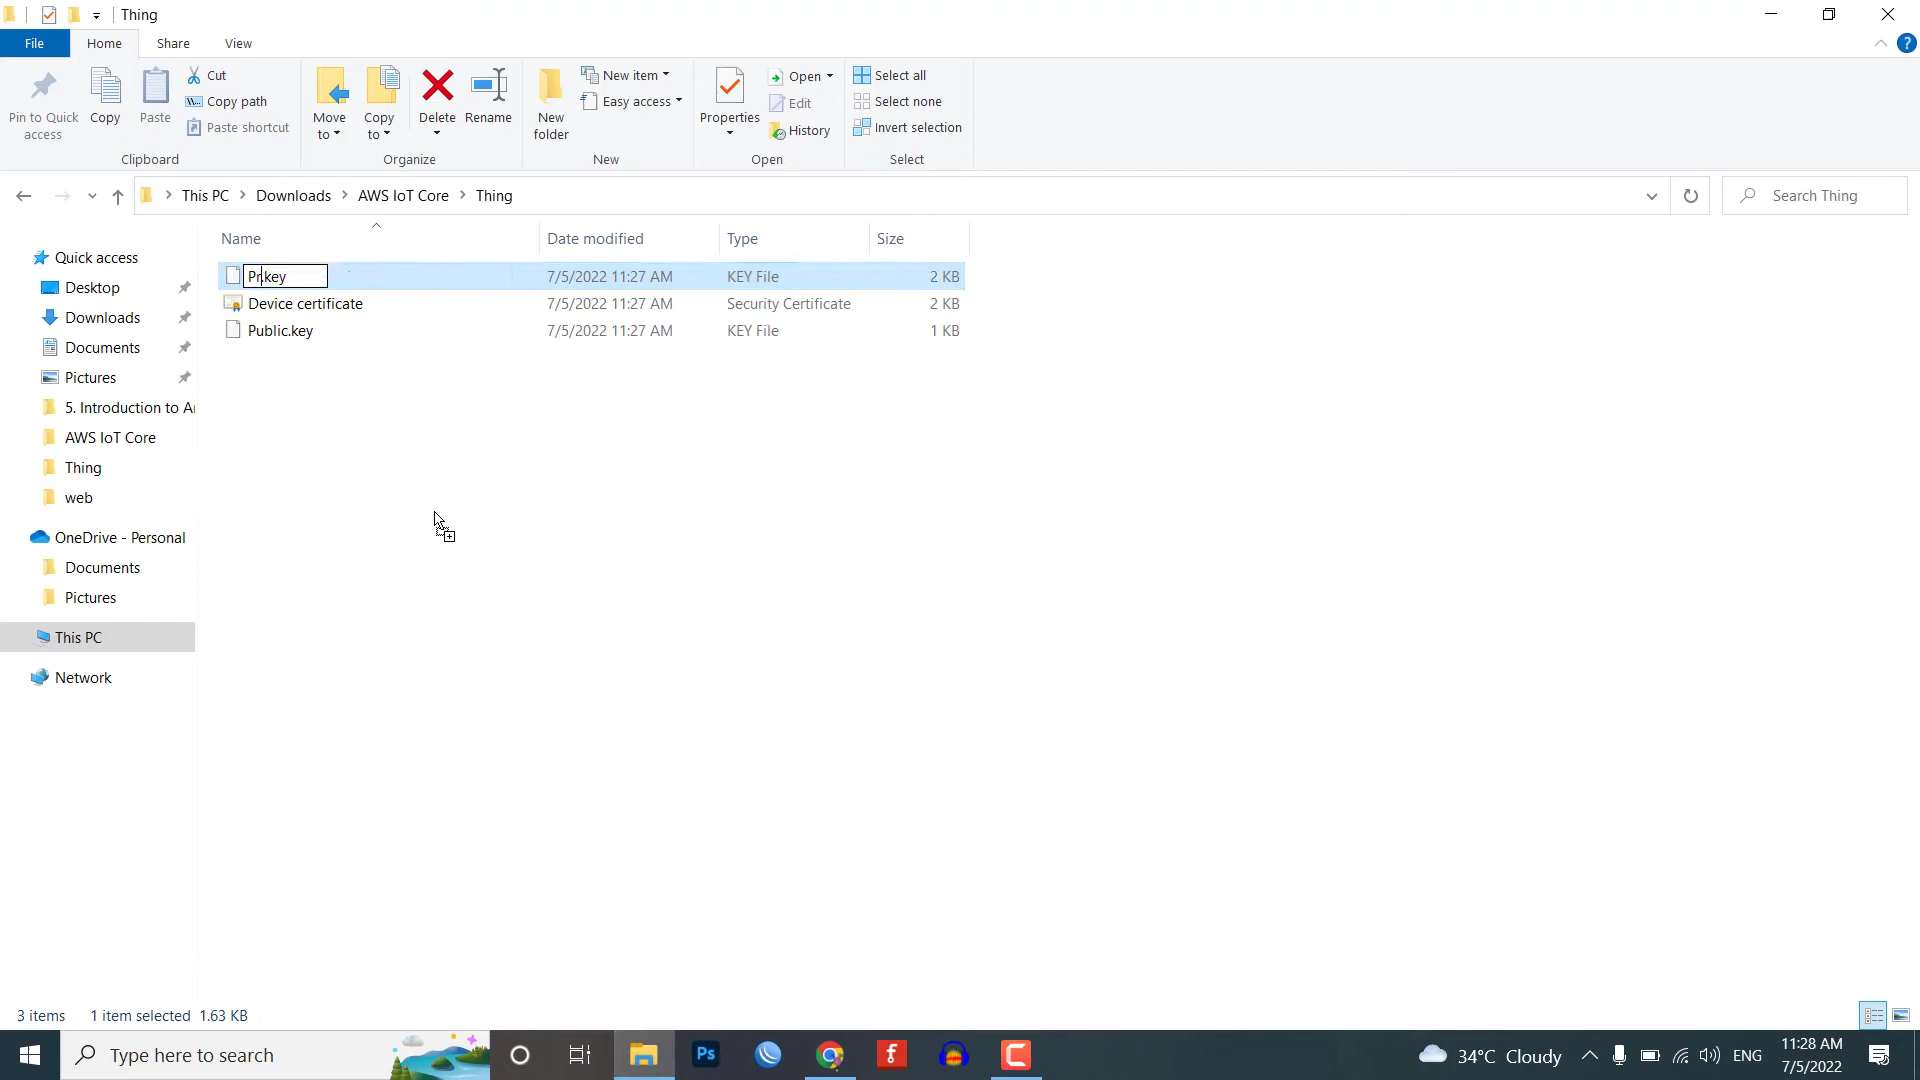 Thing
File
Home
Share
View
?
Pin to Quick access
Copy
Paste
Cut
Copy path
Paste shortcut
Clipboard
Move to
Copy to
Delete
Rename
Organize
New folder
New item
Easy access
New
Properties
Open
Edit
History
Open
Select all
Select none
Invert selection
Select
This PC
Downloads
AWS IoT Core
Thing
Search Thing
Name
Date modified
Type
Size
Pr.key
7/5/2022 11:27 AM
KEY File
2 KB
Device certificate
7/5/2022 11:27 AM
Security Certificate
2 KB
Public.key
7/5/2022 11:27 AM
KEY File
1 KB
Quick access
Desktop
Downloads
Documents
Pictures
5. Introduction to
AWS IoT Core
Thing
web
OneDrive - Personal
Documents
Pictures
This PC
Network
3 items
1 item selected 1.63 KB
Type here to search
Ps
f
34°C Cloudy
ENG
11:28 AM
7/5/2022